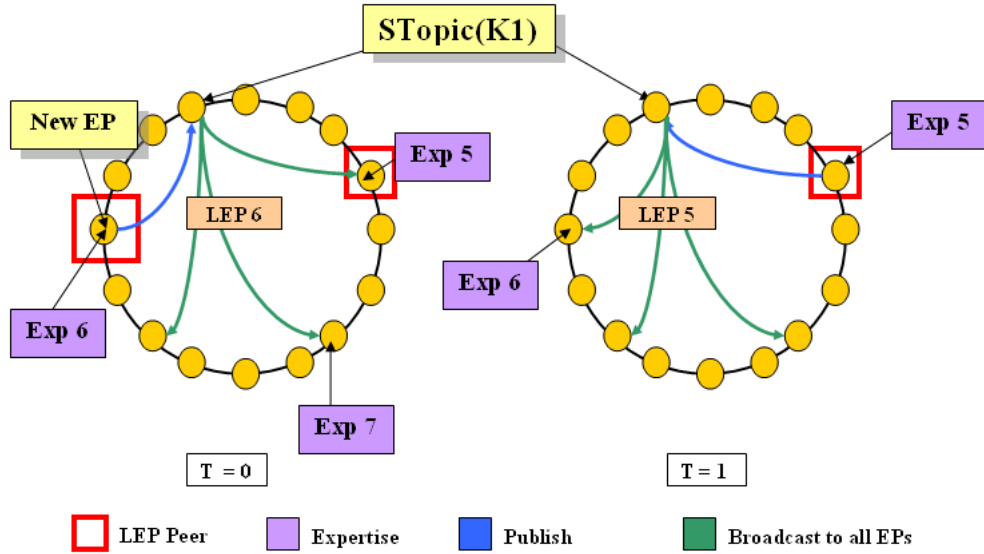 STopic(K1)
New EP
Exp 5
Exp 5
LEP 6
LEP 5
Exp 6
Exp 6
Exp 7
T = 0
T = 1
LEP Peer
Expertise
Publish
Broadcast to all EPs